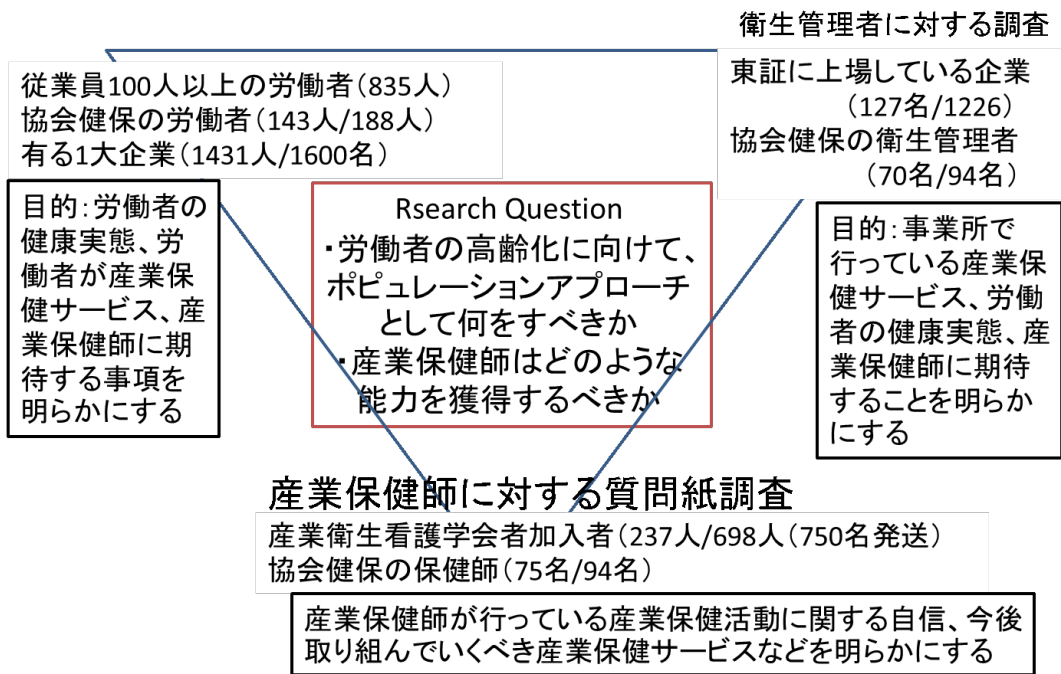 衛生管理者に対する調査
従業員100人以上の労働者(835人)
協会健保の労働者(143人/188人)
有る1大企業(1431人/1600名)
東証に上場している企業
(127名/1226)
協会健保の衛生管理者
(70名/94名)
目的:労働者の
健康実態、労
働者が産業保
健サービス、産
業保健師に期
待する事項を
明らかにする
Rsearch Question
・労働者の高齢化に向けて、
ポピュレーションアプローチ
として何をすべきか
・産業保健師はどのような
能力を獲得するべきか
目的:事業所で
行っている産業保
健サービス、労働
者の健康実態、産
業保健師に期待
することを明らか
にする
産業保健師に対する質問紙調査
産業衛生看護学会者加入者(237人/698人(750名発送)
協会健保の保健師(75名/94名)
産業保健師が行っている産業保健活動に関する自信、今後
取り組んでいくべき産業保健サービスなどを明らかにする